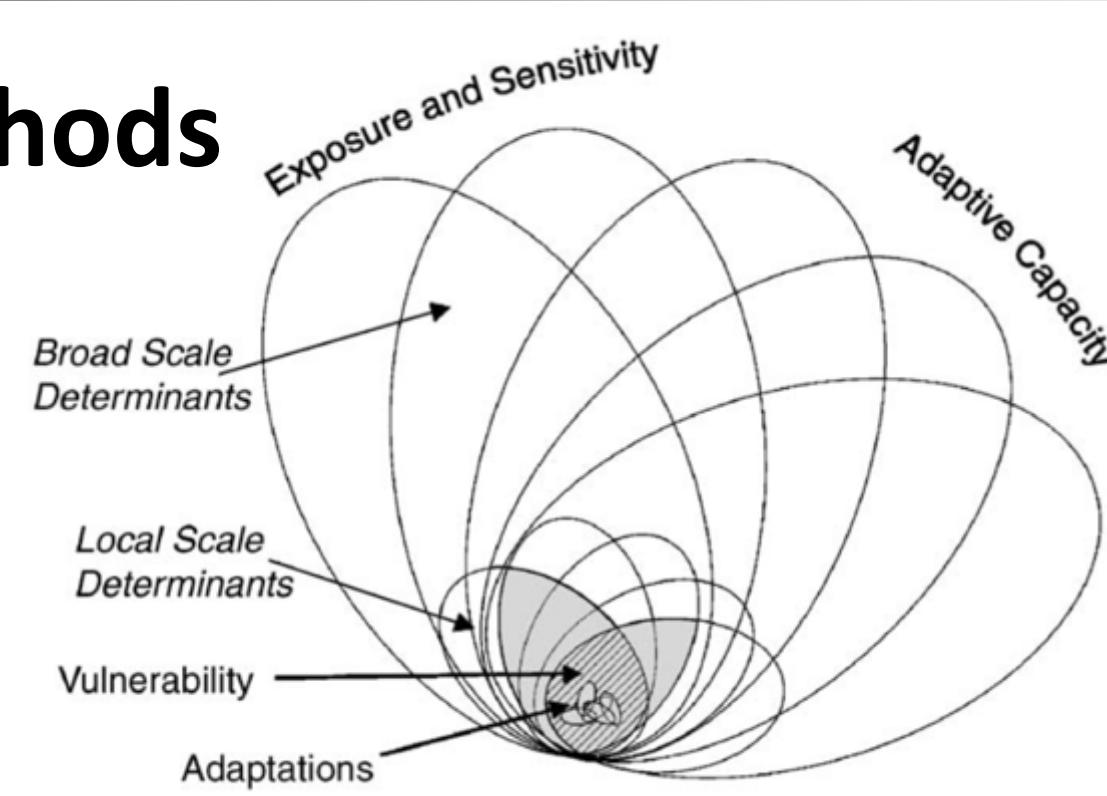 hods
Exposure and Sensitivity
Adaptive Capacity
Broad Scale
Determinants
Local Scale
Determinants
Vulnerability
Adaptations